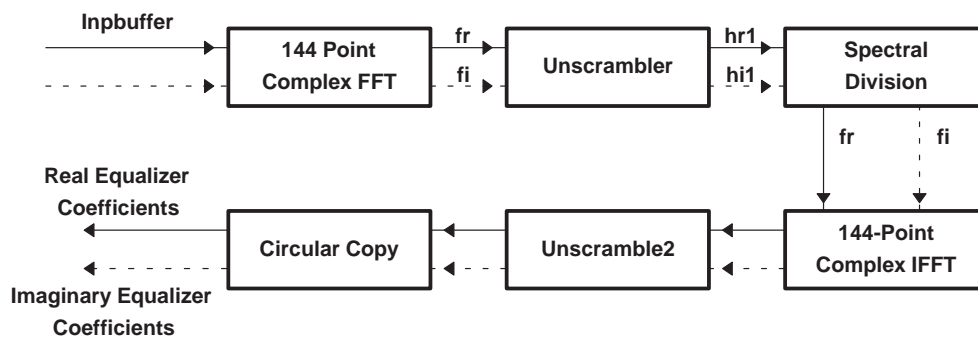 Inpbuffer
144 Point
Complex FFT
fr
fi
Unscrambler
hr1
hi1
Spectral
Division
fr
fi
Real Equalizer
Coefficients
Circular Copy
Unscramble2
144-Point
Complex IFFT
Imaginary Equalizer
Coefficients